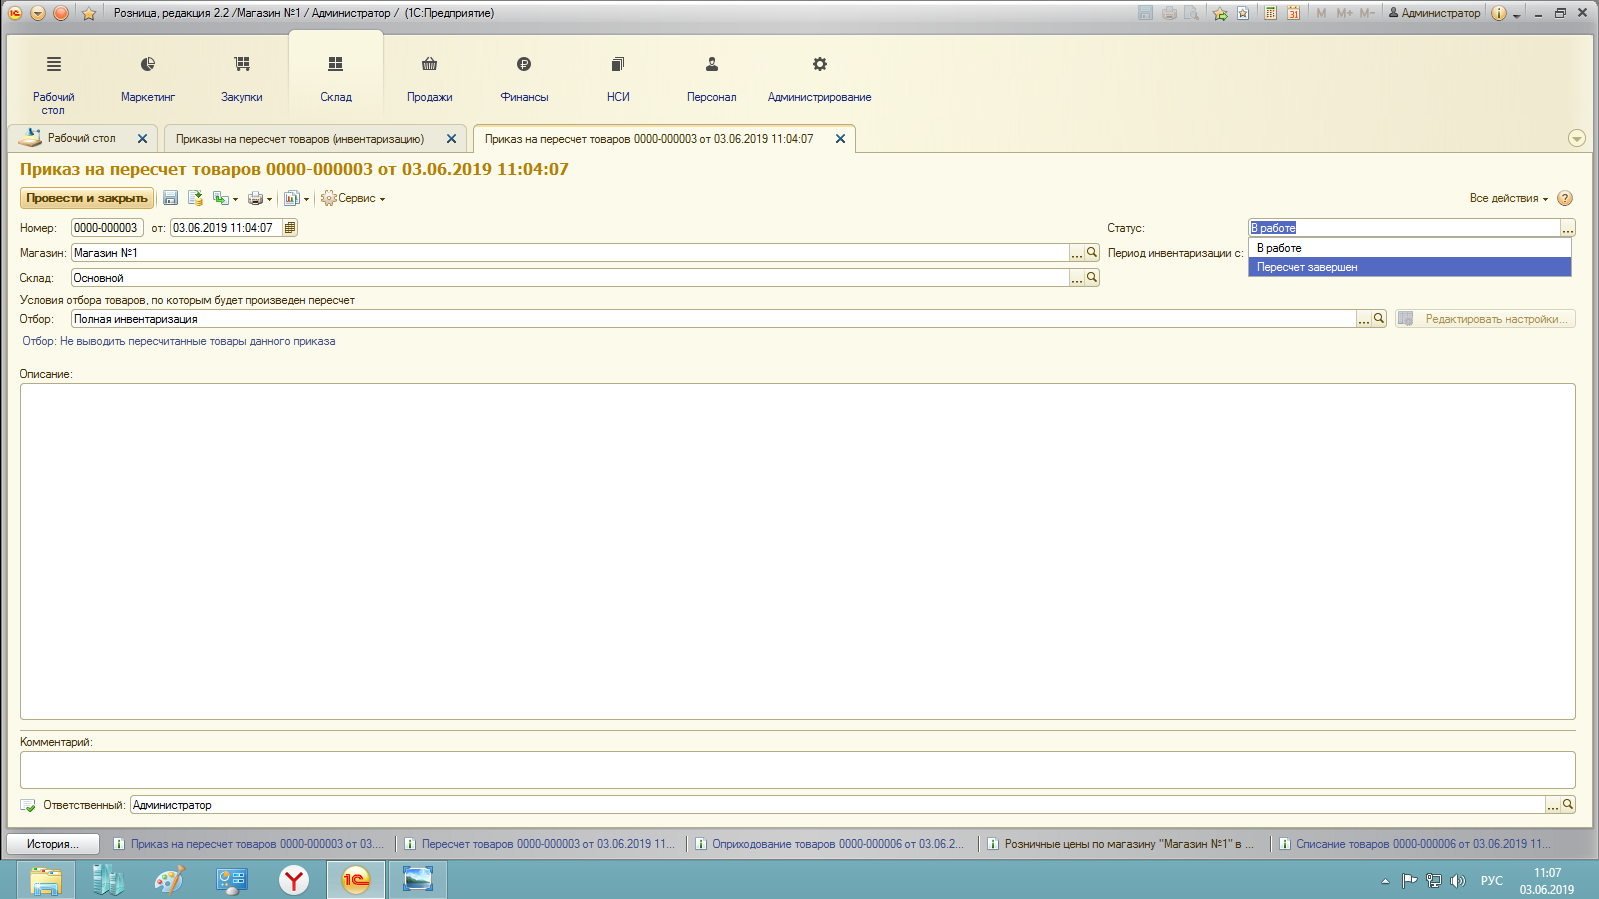 Розница, редакция 2.2 /Магазин №1 / Администратор / (1С:Предприятие)
31 M M+ M- Администратор
Рабочий стол
Маркетинг
Закупки
Склад
Продажи
Финансы
НСИ
Персонал
Администрирование
Рабочий стол
Приказы на пересчет товаров (инвентаризацию)
Приказ на пересчет товаров 0000-000003 от 03.06.2019 11:04:07
Приказ на пересчет товаров 0000-000003 от 03.06.2019 11:04:07
Провести и закрыть
Сервис
Все действия
?
Номер: 0000-000003 от: 03.06.2019 11:04:07
Статус: В работе
Магазин: Магазин №1
Период инвентаризации с:
В работе
Пересчет завершен
Склад: Основной
Условия отбора товаров, по которым будет произведен пересчет
Отбор: Полная инвентаризация
Редактировать настройки...
Отбор: Не выводить пересчитанные товары данного приказа
Описание:
Комментарий:
Ответственный: Администратор
История...
Приказ на пересчет товаров 0000-000003 от 03....
Пересчет товаров 0000-000003 от 03.06.2019 11...
Оприходование товаров 0000-000006 от 03.06.2...
Розничные цены по магазину "Магазин №1" в ...
Списание товаров 0000-000006 от 03.06.2019 11...
РУС
11:07
03.06.2019